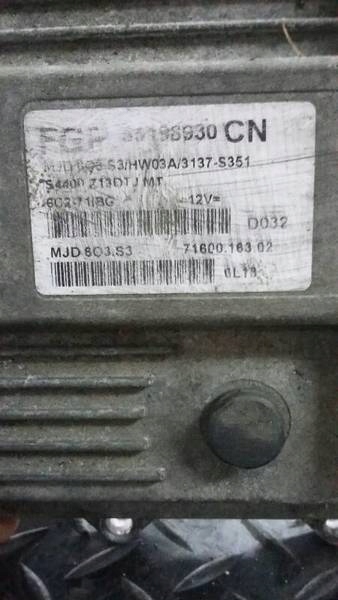 FGP 55198930 CN
MJD 6O3.S3/HW03A/3137-S351
S4400 Z13DTJ MT
12V=
D032
MJD 6O3.S3 71600.163.02